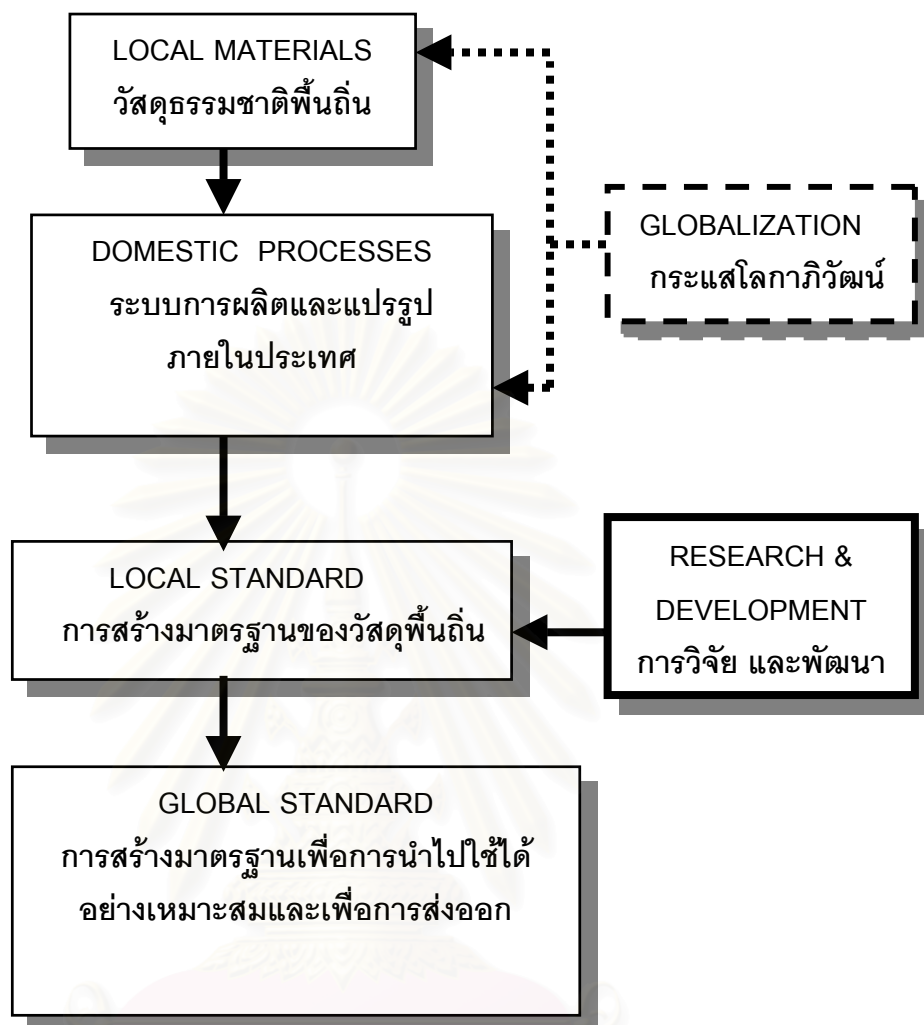 LOCAL MATERIALS
วัสดุธรรมชาติพื้นถิ่น
GLOBALIZATION
กระแสโลกาภิวัฒน์
DOMESTIC PROCESSES
ระบบการผลิตและแปรรูป
ภายในประเทศ
RESEARCH &
DEVELOPMENT
การวิจัย และพัฒนา
LOCAL STANDARD
การสร้างมาตรฐานของวัสดุพื้นถิ่น
GLOBAL STANDARD
การสร้างมาตรฐานเพื่อการนำไปใช้ได้
อย่างเหมาะสมและเพื่อการส่งออก